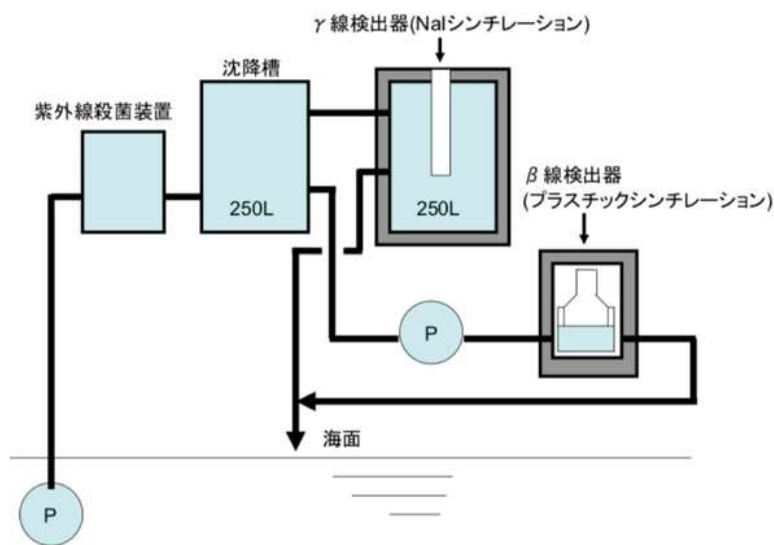 γ線検出器(NaIシンチレーション)
沈降槽
紫外線殺菌装置
β線検出器
(プラスチックシンチレーション)
250L
250L
P
海面
P